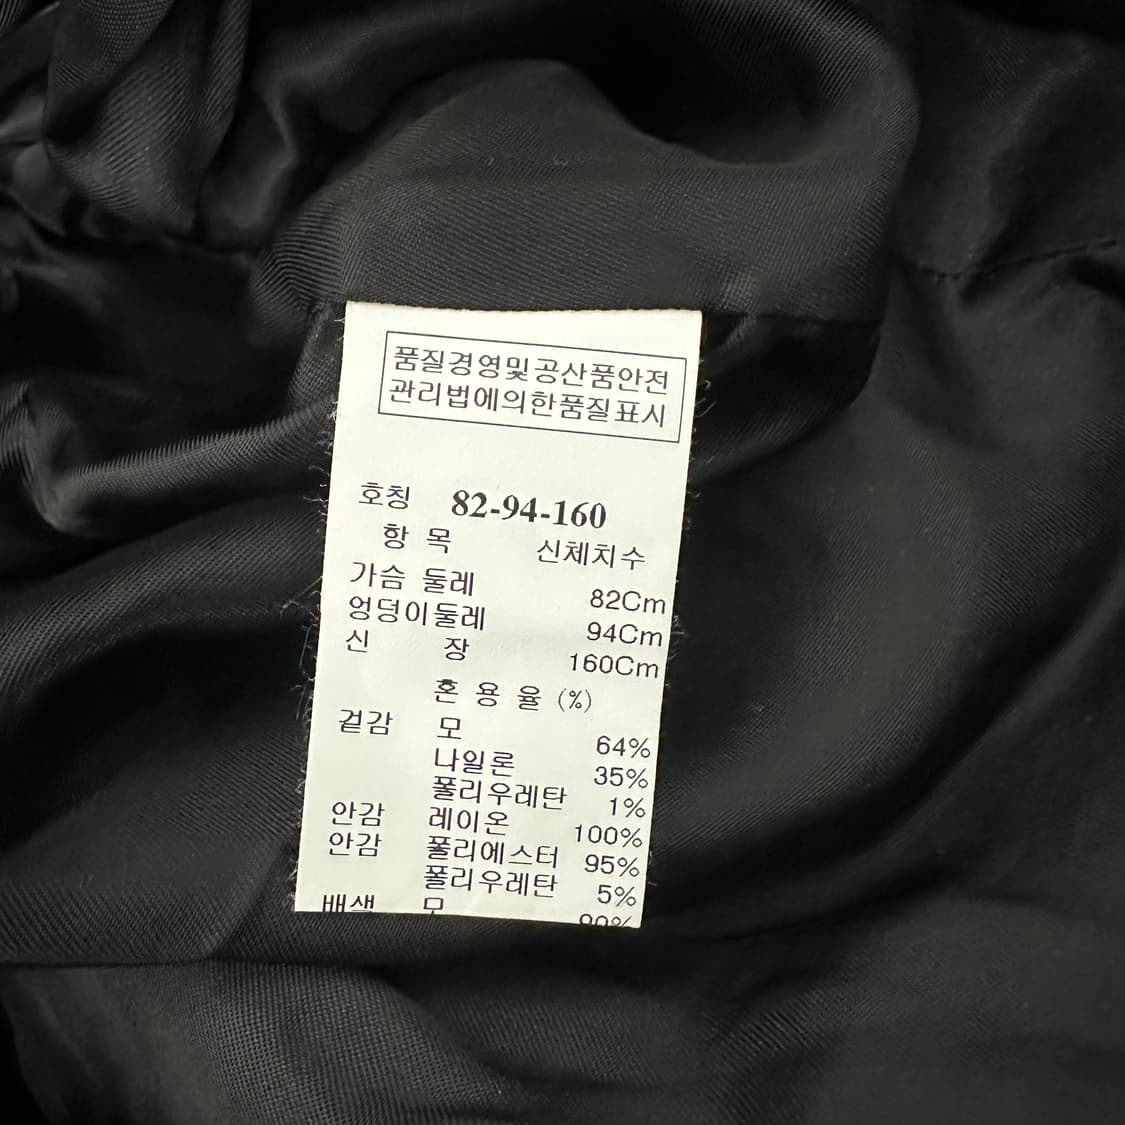 품질경영및공산품안전
관리법에의한품질표시
호칭 82-94-160
항 목 신체치수
가슴 둘레 82Cm
엉덩이둘레 94Cm
신 장 160Cm
혼 용 율 (%)
겉감 모 64%
나일론 35%
폴리우레탄 1%
안감 레이온 100%
안감 폴리에스터 95%
폴리우레탄 5%
배색 모